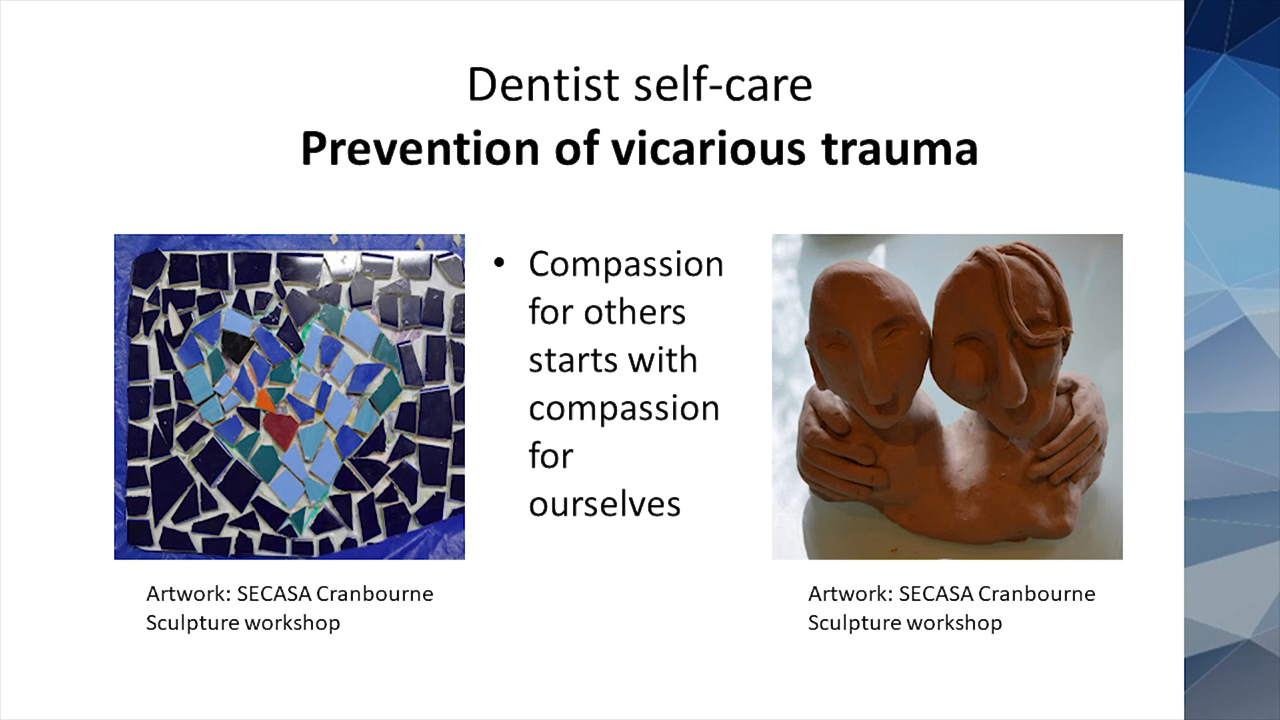 Dentist self-care
Prevention of vicarious trauma
• Compassion
for others
starts with
compassion
for
ourselves
Artwork: SECASA Cranbourne
Sculpture workshop
Artwork: SECASA Cranbourne
Sculpture workshop